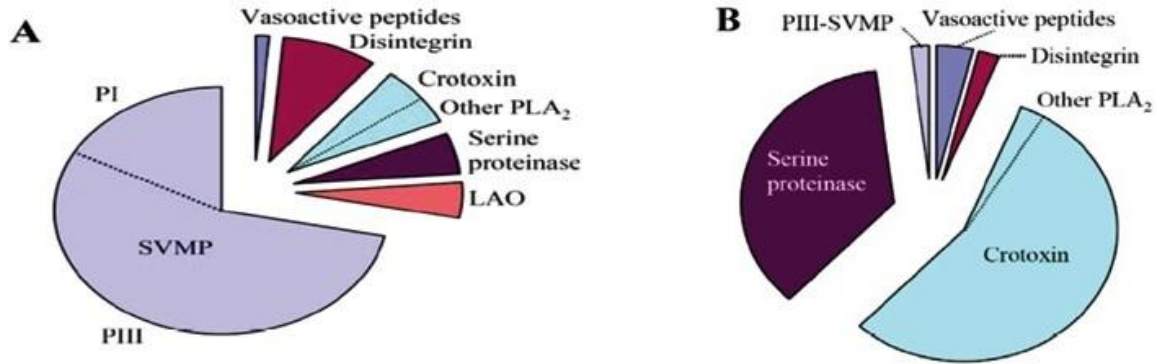 A
Vasoactive peptides
Disintegrin
Crotoxin
Other PLA₂
Serine
proteinase
LAO
PI
SVMP
PIII
B
PIII-SVMP
Vasoactive peptides
Disintegrin
Other PLA₂
Serine
proteinase
Crotoxin